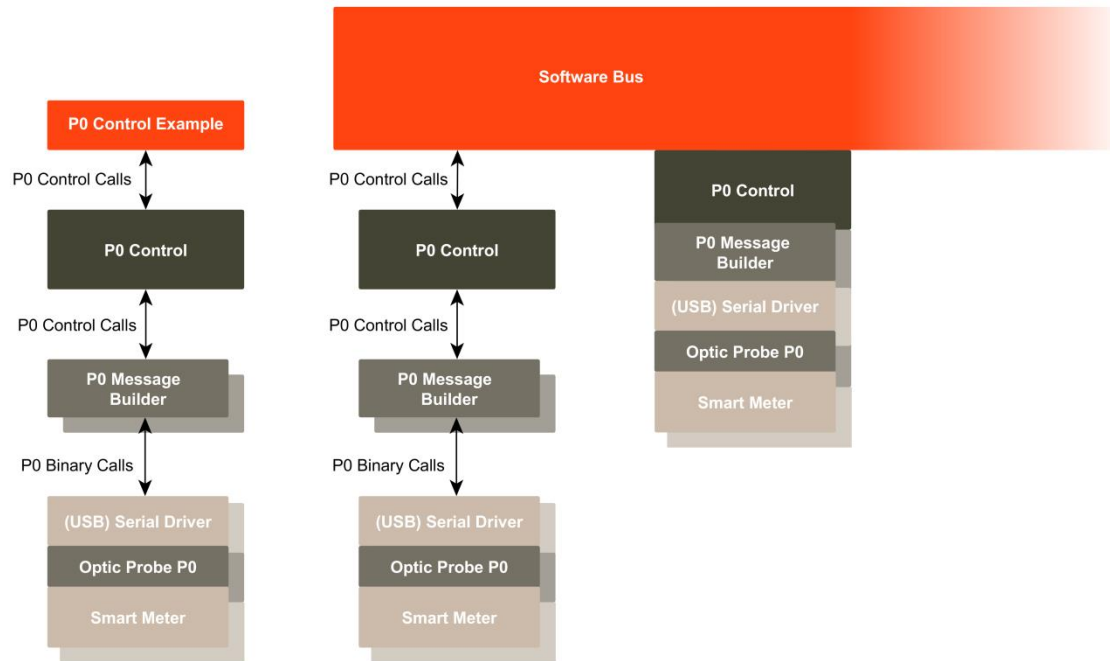 Software Bus
P0 Control Example
P0 Control Calls
P0 Control
P0 Control Calls
P0 Message
Builder
P0 Binary Calls
(USB) Serial Driver
Optic Probe P0
Smart Meter
P0 Control Calls
P0 Control
P0 Control Calls
P0 Message
Builder
P0 Binary Calls
(USB) Serial Driver
Optic Probe P0
Smart Meter
P0 Control
P0 Message
Builder
(USB) Serial Driver
Optic Probe P0
Smart Meter